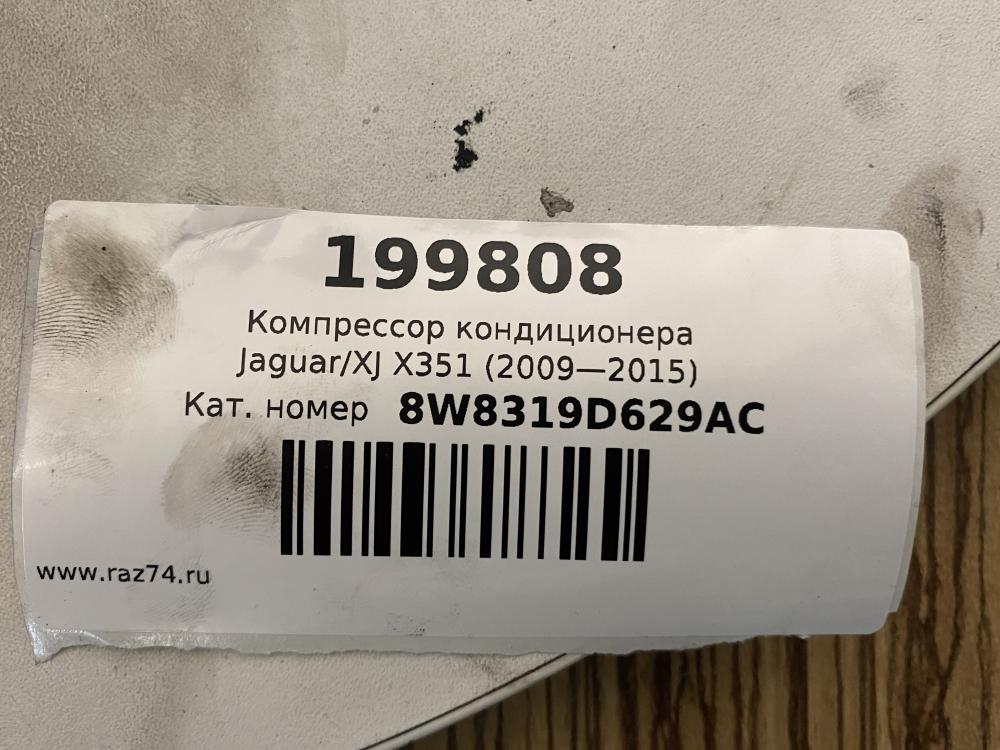 199808
Компрессор кондиционера
Jaguar/XJ X351 (2009—2015)
Кат. номер 8W8319D629AC
www.raz74.ru